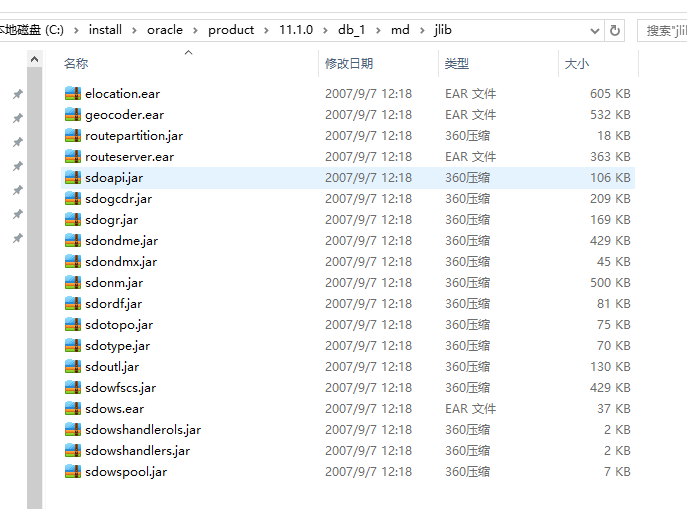 本地磁盘 (C:) > install > oracle > product > 11.1.0 > db_1 > md > jlib 搜索"jlib
名称 修改日期 类型 大小
elocation.ear 2007/9/7 12:18 EAR 文件 605 KB
geocoder.ear 2007/9/7 12:18 EAR 文件 532 KB
routepartition.jar 2007/9/7 12:18 360压缩 18 KB
routeserver.ear 2007/9/7 12:18 EAR 文件 363 KB
sdoapi.jar 2007/9/7 12:18 360压缩 106 KB
sdogcdr.jar 2007/9/7 12:18 360压缩 209 KB
sdogr.jar 2007/9/7 12:18 360压缩 169 KB
sdondme.jar 2007/9/7 12:18 360压缩 429 KB
sdondmx.jar 2007/9/7 12:18 360压缩 45 KB
sdonm.jar 2007/9/7 12:18 360压缩 500 KB
sdordf.jar 2007/9/7 12:18 360压缩 81 KB
sdotopo.jar 2007/9/7 12:18 360压缩 75 KB
sdotype.jar 2007/9/7 12:18 360压缩 70 KB
sdoutl.jar 2007/9/7 12:18 360压缩 130 KB
sdowfscs.jar 2007/9/7 12:18 360压缩 429 KB
sdows.ear 2007/9/7 12:18 EAR 文件 37 KB
sdowshandlerols.jar 2007/9/7 12:18 360压缩 2 KB
sdowshandlers.jar 2007/9/7 12:18 360压缩 2 KB
sdowspool.jar 2007/9/7 12:18 360压缩 7 KB